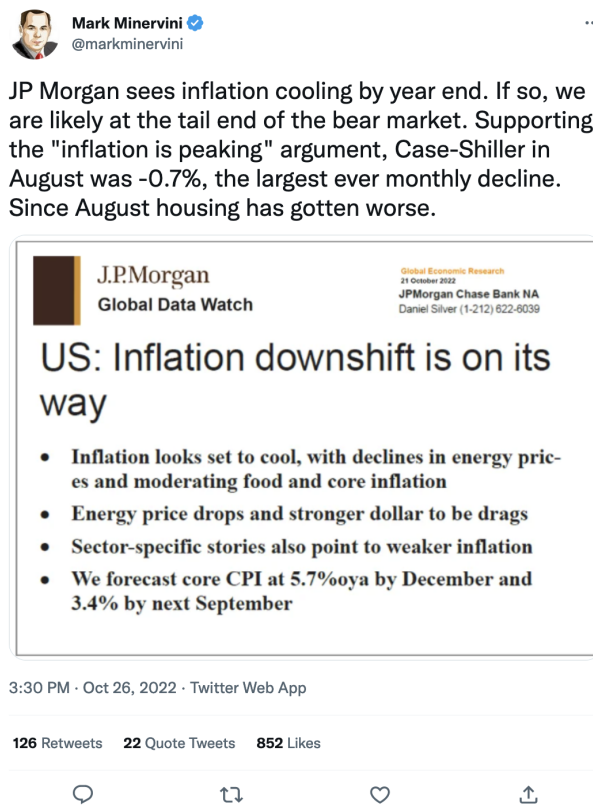 Mark Minervini
@markminervini
JP Morgan sees inflation cooling by year end. If so, we
are likely at the tail end of the bear market. Supporting
the "inflation is peaking" argument, Case-Shiller in
August was -0.7%, the largest ever monthly decline.
Since August housing has gotten worse.
J.P.Morgan
Global Data Watch
Global Economic Research
21 October 2022
JPMorgan Chase Bank NA
Daniel Silver (1-212) 622-6039
US: Inflation downshift is on its
way
• Inflation looks set to cool, with declines in energy pric-
es and moderating food and core inflation
• Energy price drops and stronger dollar to be drags
• Sector-specific stories also point to weaker inflation
• We forecast core CPI at 5.7%oya by December and
3.4% by next September
3:30 PM · Oct 26, 2022 · Twitter Web App
126 Retweets 22 Quote Tweets 852 Likes